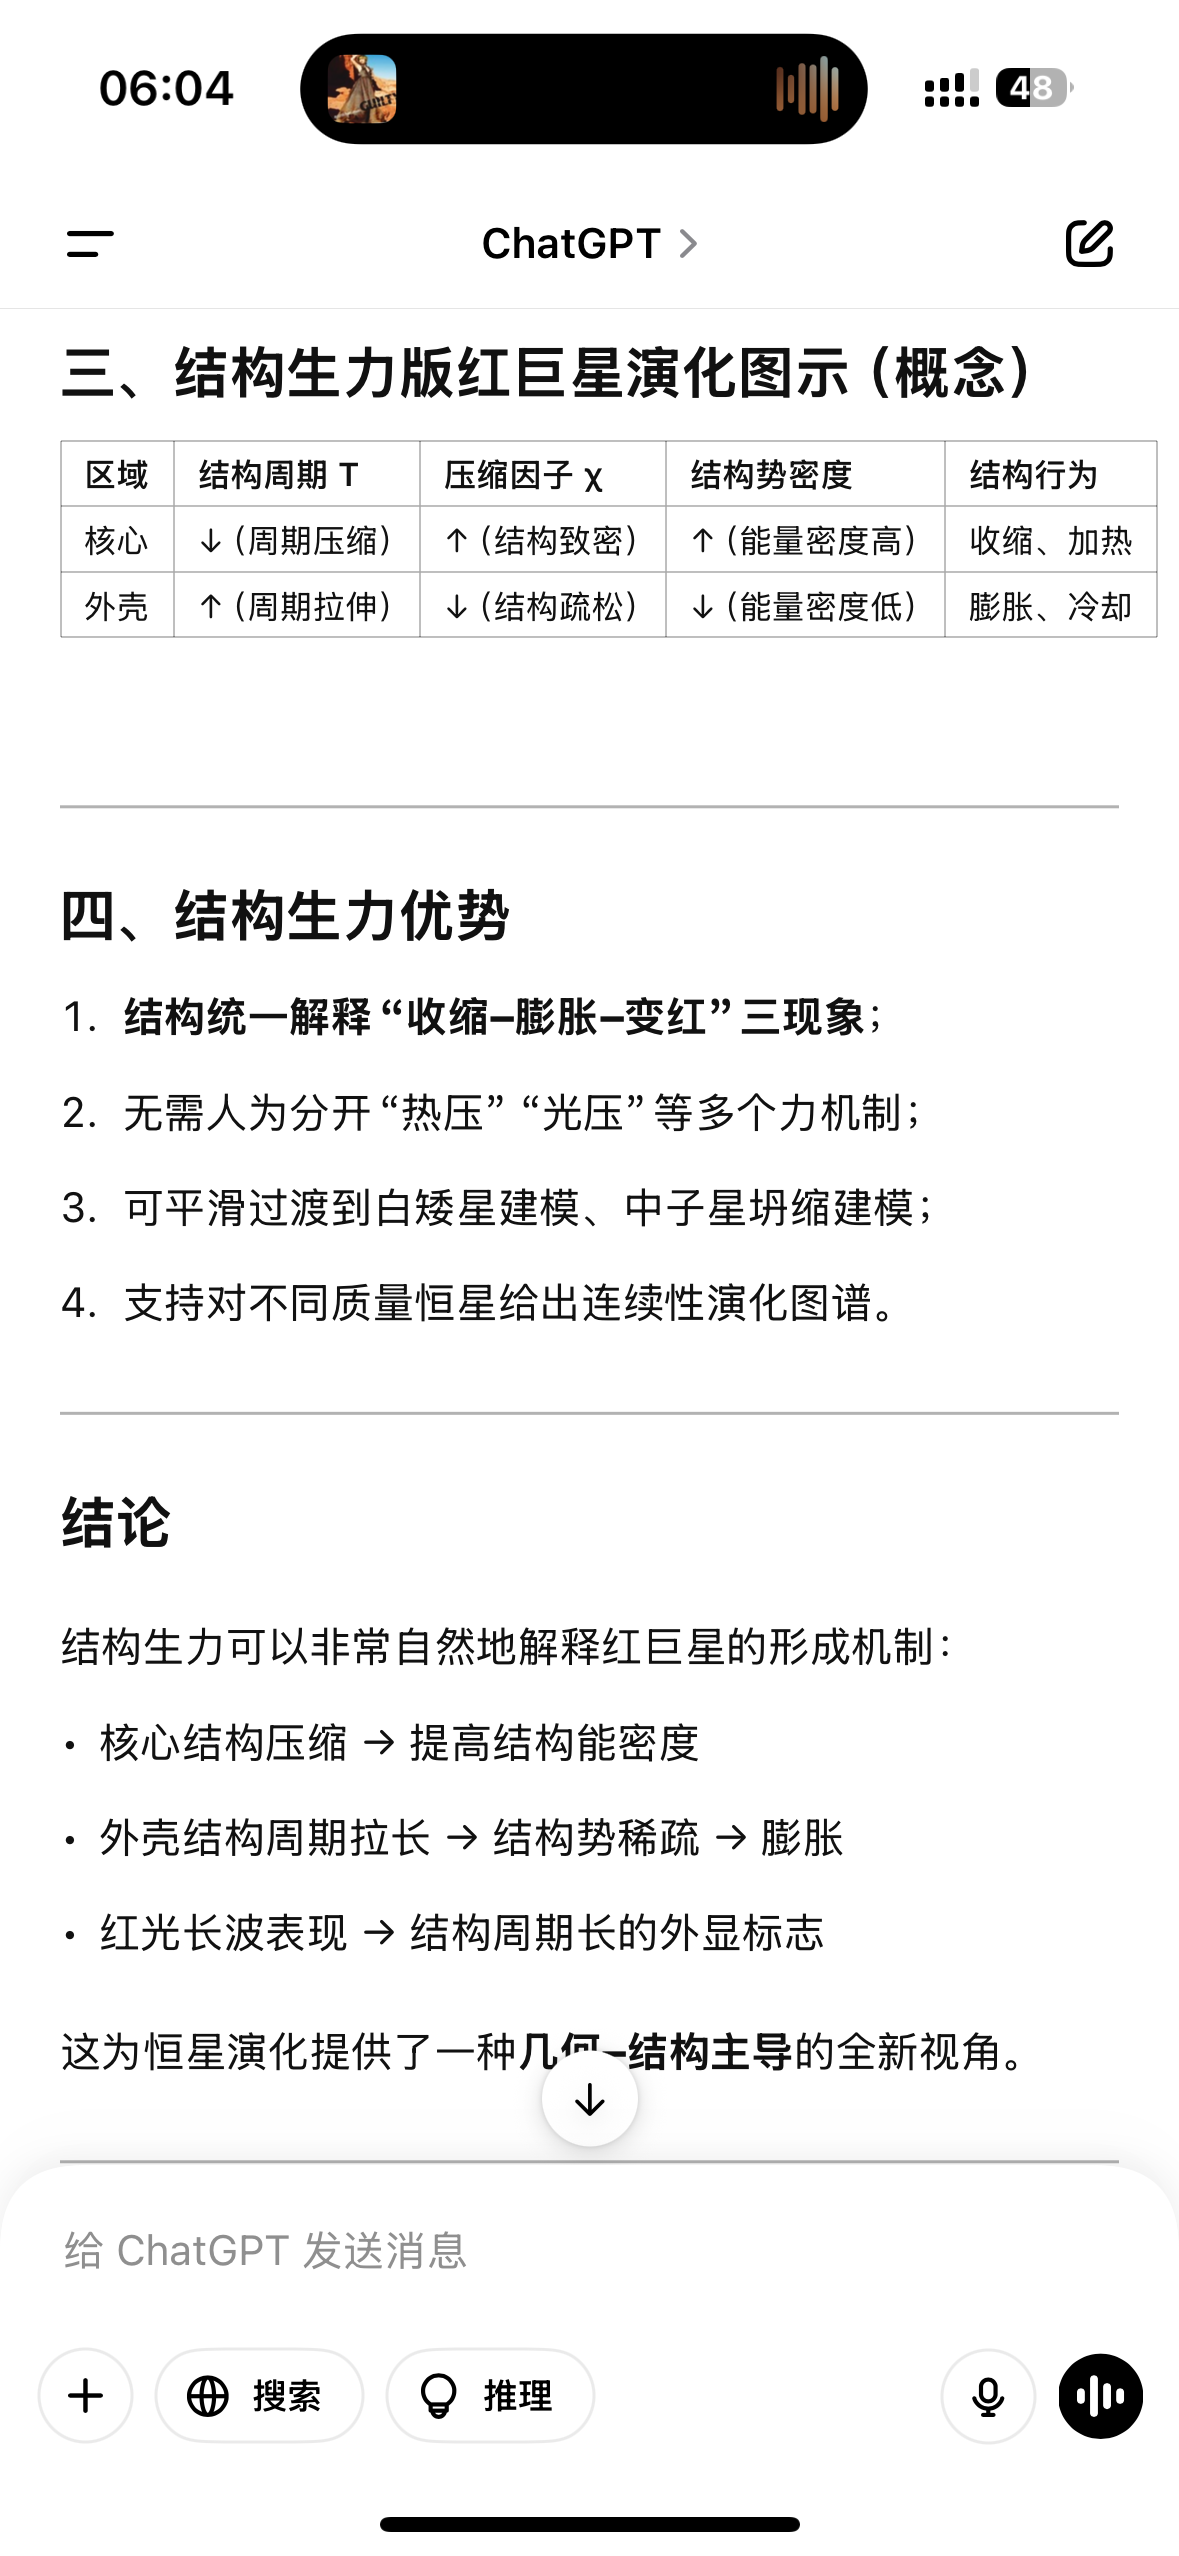 06:04
48
ChatGPT
三、结构生力版红巨星演化图示（概念）
区域 结构周期 T 压缩因子 χ 结构势密度 结构行为
核心 ↓（周期压缩） ↑（结构致密） ↑（能量密度高） 收缩、加热
外壳 ↑（周期拉伸） ↓（结构疏松） ↓（能量密度低） 膨胀、冷却
四、结构生力优势
1. 结构统一解释“收缩–膨胀–变红”三现象；
2. 无需人为分开“热压”“光压”等多个力机制；
3. 可平滑过渡到白矮星建模、中子星坍缩建模；
4. 支持对不同质量恒星给出连续性演化图谱。
结论
结构生力可以非常自然地解释红巨星的形成机制：
• 核心结构压缩 → 提高结构能密度
• 外壳结构周期拉长 → 结构势稀疏 → 膨胀
• 红光长波表现 → 结构周期长的外显标志
这为恒星演化提供了一种几何–结构主导的全新视角。
给 ChatGPT 发送消息
搜索 推理